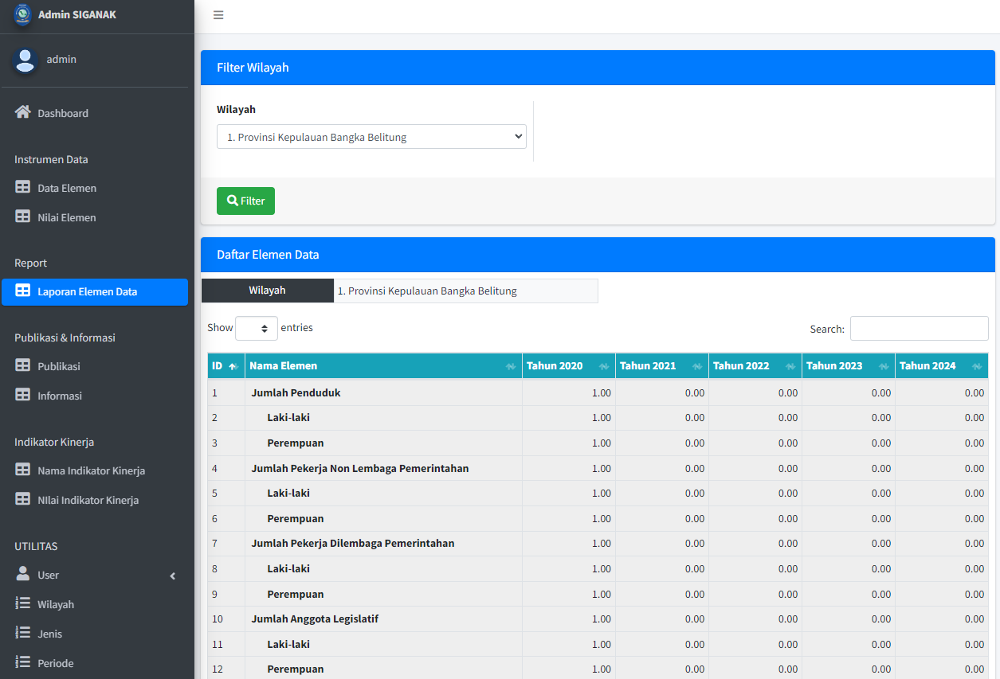 Admin SIGANAK
admin
Dashboard
Instrumen Data
Data Elemen
Nilai Elemen
Report
Laporan Elemen Data
Publikasi & Informasi
Publikasi
Informasi
Indikator Kinerja
Nama Indikator Kinerja
NIlai Indikator Kinerja
UTILITAS
User
Wilayah
Jenis
Periode
Filter Wilayah
Wilayah
1. Provinsi Kepulauan Bangka Belitung
Filter
Daftar Elemen Data
Wilayah 1. Provinsi Kepulauan Bangka Belitung
Show entries Search:
ID Nama Elemen Tahun 2020 Tahun 2021 Tahun 2022 Tahun 2023 Tahun 2024
1 Jumlah Penduduk 1.00 0.00 0.00 0.00 0.00
2 Laki-laki 1.00 0.00 0.00 0.00 0.00
3 Perempuan 1.00 0.00 0.00 0.00 0.00
4 Jumlah Pekerja Non Lembaga Pemerintahan 1.00 0.00 0.00 0.00 0.00
5 Laki-laki 1.00 0.00 0.00 0.00 0.00
6 Perempuan 1.00 0.00 0.00 0.00 0.00
7 Jumlah Pekerja Dilembaga Pemerintahan 1.00 0.00 0.00 0.00 0.00
8 Laki-laki 1.00 0.00 0.00 0.00 0.00
9 Perempuan 1.00 0.00 0.00 0.00 0.00
10 Jumlah Anggota Legislatif 1.00 0.00 0.00 0.00 0.00
11 Laki-laki 1.00 0.00 0.00 0.00 0.00
12 Perempuan 1.00 0.00 0.00 0.00 0.00